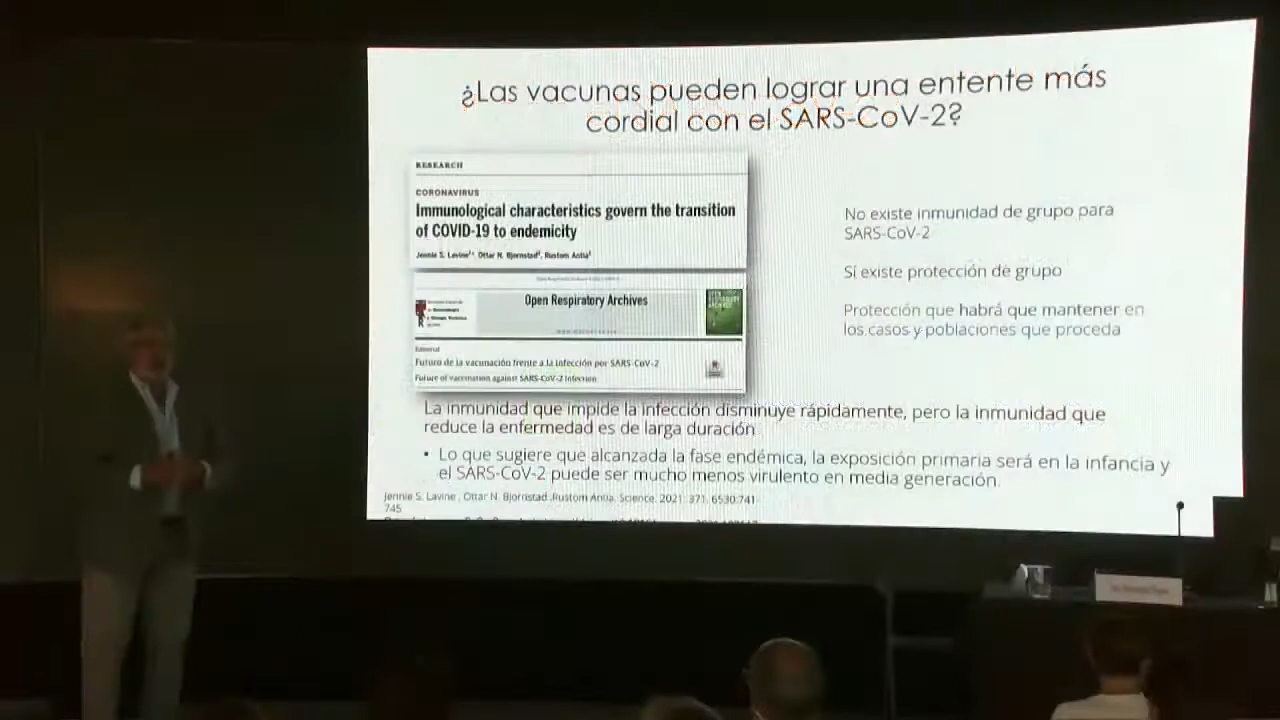 ¿Las vacunas pueden lograr una entente más
cordial con el SARS-CoV-2?
RESEARCH
CORONAVIRUS
Immunological characteristics govern the transition
of COVID-19 to endemicity
Jennie S. Lavine¹*, Ottar N. Bjornstad², Rustom Antia¹
Open Respiratory Archives
Editorial
Futuro de la vacunación frente a la infección por SARS-CoV-2
Future of vaccination against SARS-CoV-2 Infection
No existe inmunidad de grupo para
SARS-CoV-2
Sí existe protección de grupo
Protección que habrá que mantener en
los casos y poblaciones que proceda
La inmunidad que impide la infección disminuye rápidamente, pero la inmunidad que
reduce la enfermedad es de larga duración
• Lo que sugiere que alcanzada la fase endémica, la exposición primaria será en la infancia y
el SARS-CoV-2 puede ser mucho menos virulento en media generación.
Jennie S. Lavine , Ottar N. Bjornstad ,Rustom Antia. Science. 2021; 371, 6530:741-
745